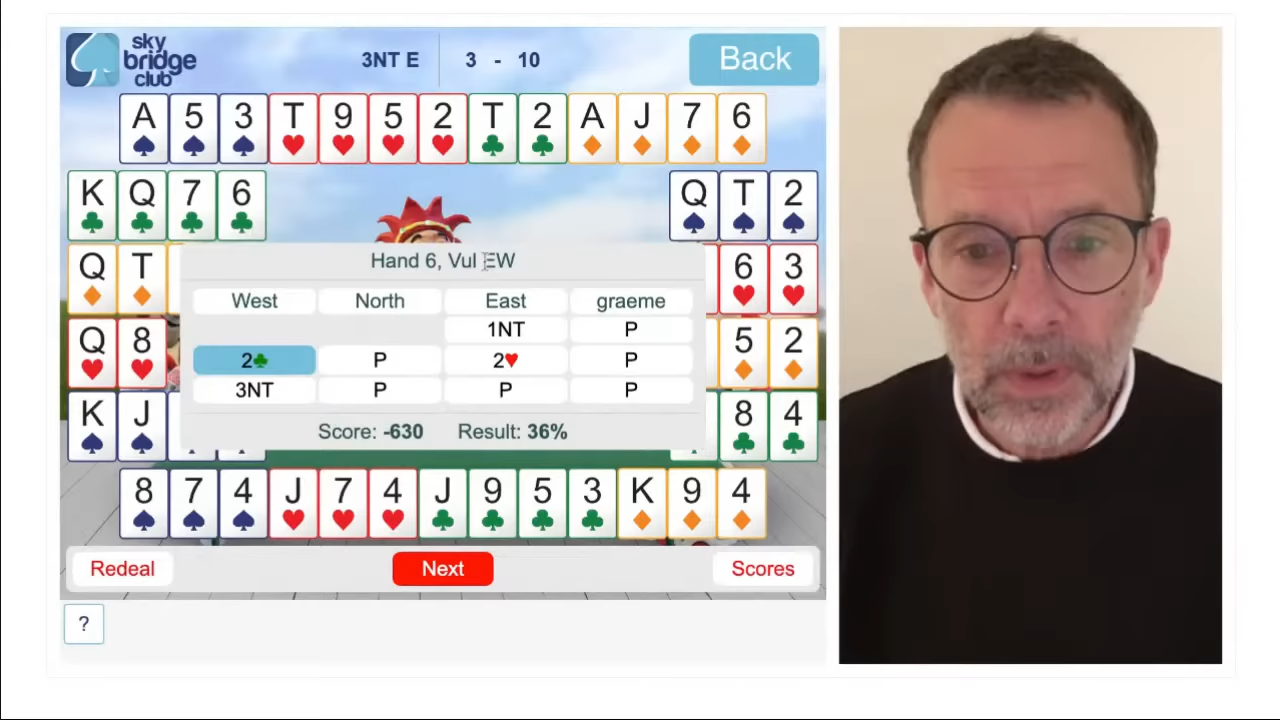 sky
bridge
club
3NT E
3 - 10
Back
A 5 3 T 9 5 2 T 2 A J 7 6
K Q 7 6
Q T 2
Q T
6 3
Hand 6, Vul EW
West North East graeme
1NT P
Q 8
5 2
2♣ P 2♥ P
3NT P P P
K J
8 4
Score: -630 Result: 36%
8 7 4 J 7 4 J 9 5 3 K 9 4
Redeal
Next
Scores
?